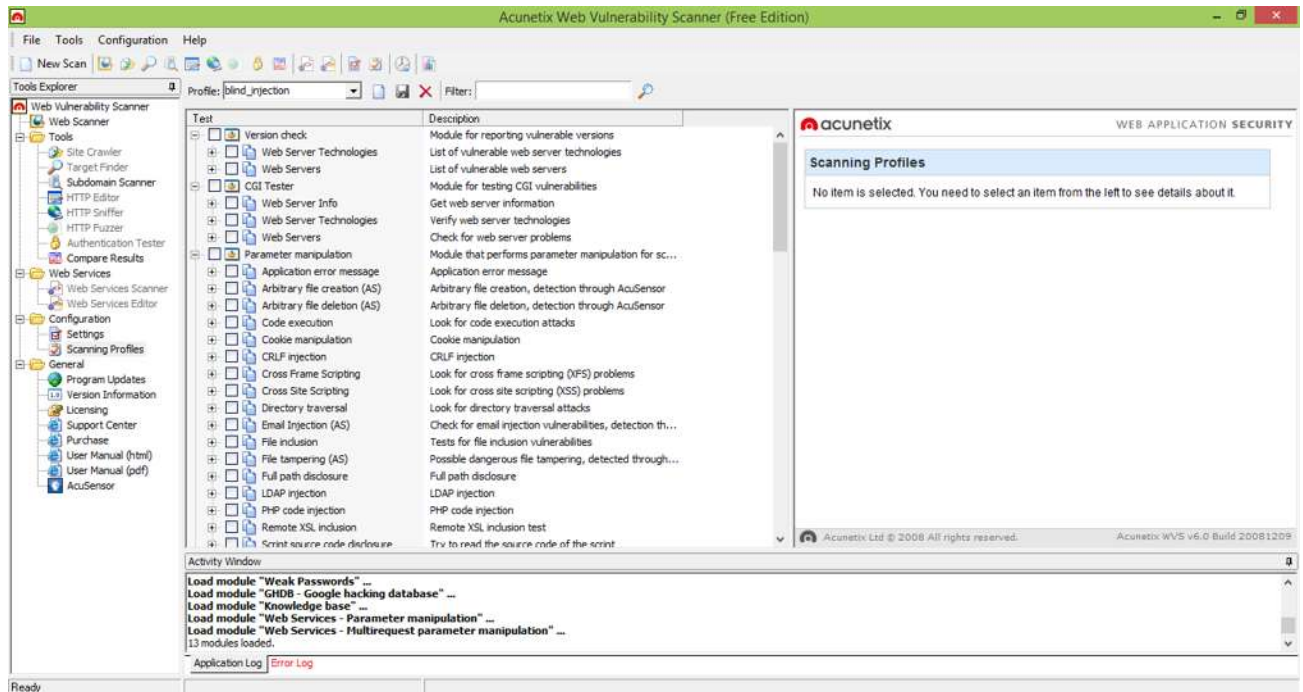 Acunetix Web Vulnerability Scanner (Free Edition)
File Tools Configuration Help
New Scan
Tools Explorer
Web Vulnerability Scanner
Web Scanner
Tools
Site Crawler
Target Finder
Subdomain Scanner
HTTP Editor
HTTP Sniffer
HTTP Fuzzer
Authentication Tester
Compare Results
Web Services
Web Services Scanner
Web Services Editor
Configuration
Settings
Scanning Profiles
General
Program Updates
Version Information
Licensing
Support Center
Purchase
User Manual (html)
User Manual (pdf)
AcuSensor
Profile: blind_injection Filter:
Test Description
Version check Module for reporting vulnerable versions
Web Server Technologies List of vulnerable web server technologies
Web Servers List of vulnerable web servers
CGI Tester Module for testing CGI vulnerabilities
Web Server Info Get web server information
Web Server Technologies Verify web server technologies
Web Servers Check for web server problems
Parameter manipulation Module that performs parameter manipulation for sc...
Application error message Application error message
Arbitrary file creation (AS) Arbitrary file creation, detection through AcuSensor
Arbitrary file deletion (AS) Arbitrary file deletion, detection through AcuSensor
Code execution Look for code execution attacks
Cookie manipulation Cookie manipulation
CRLF injection CRLF injection
Cross Frame Scripting Look for cross frame scripting (XFS) problems
Cross Site Scripting Look for cross site scripting (XSS) problems
Directory traversal Look for directory traversal attacks
Email Injection (AS) Check for email injection vulnerabilities, detection th...
File inclusion Tests for file inclusion vulnerabilities
File tampering (AS) Possible dangerous file tampering, detected through...
Full path disclosure Full path disclosure
LDAP injection LDAP injection
PHP code injection PHP code injection
Remote XSL inclusion Remote XSL inclusion test
Script source code disclosure Try to read the source code of the script
acunetix WEB APPLICATION SECURITY
Scanning Profiles
No item is selected. You need to select an item from the left to see details about it.
Acunetix Ltd © 2008 All rights reserved. Acunetix WVS v6.0 Build 20081209
Activity Window
Load module "Weak Passwords" ...
Load module "GHDB - Google hacking database" ...
Load module "Knowledge base" ...
Load module "Web Services - Parameter manipulation" ...
Load module "Web Services - Multirequest parameter manipulation" ...
13 modules loaded.
Application Log Error Log
Ready